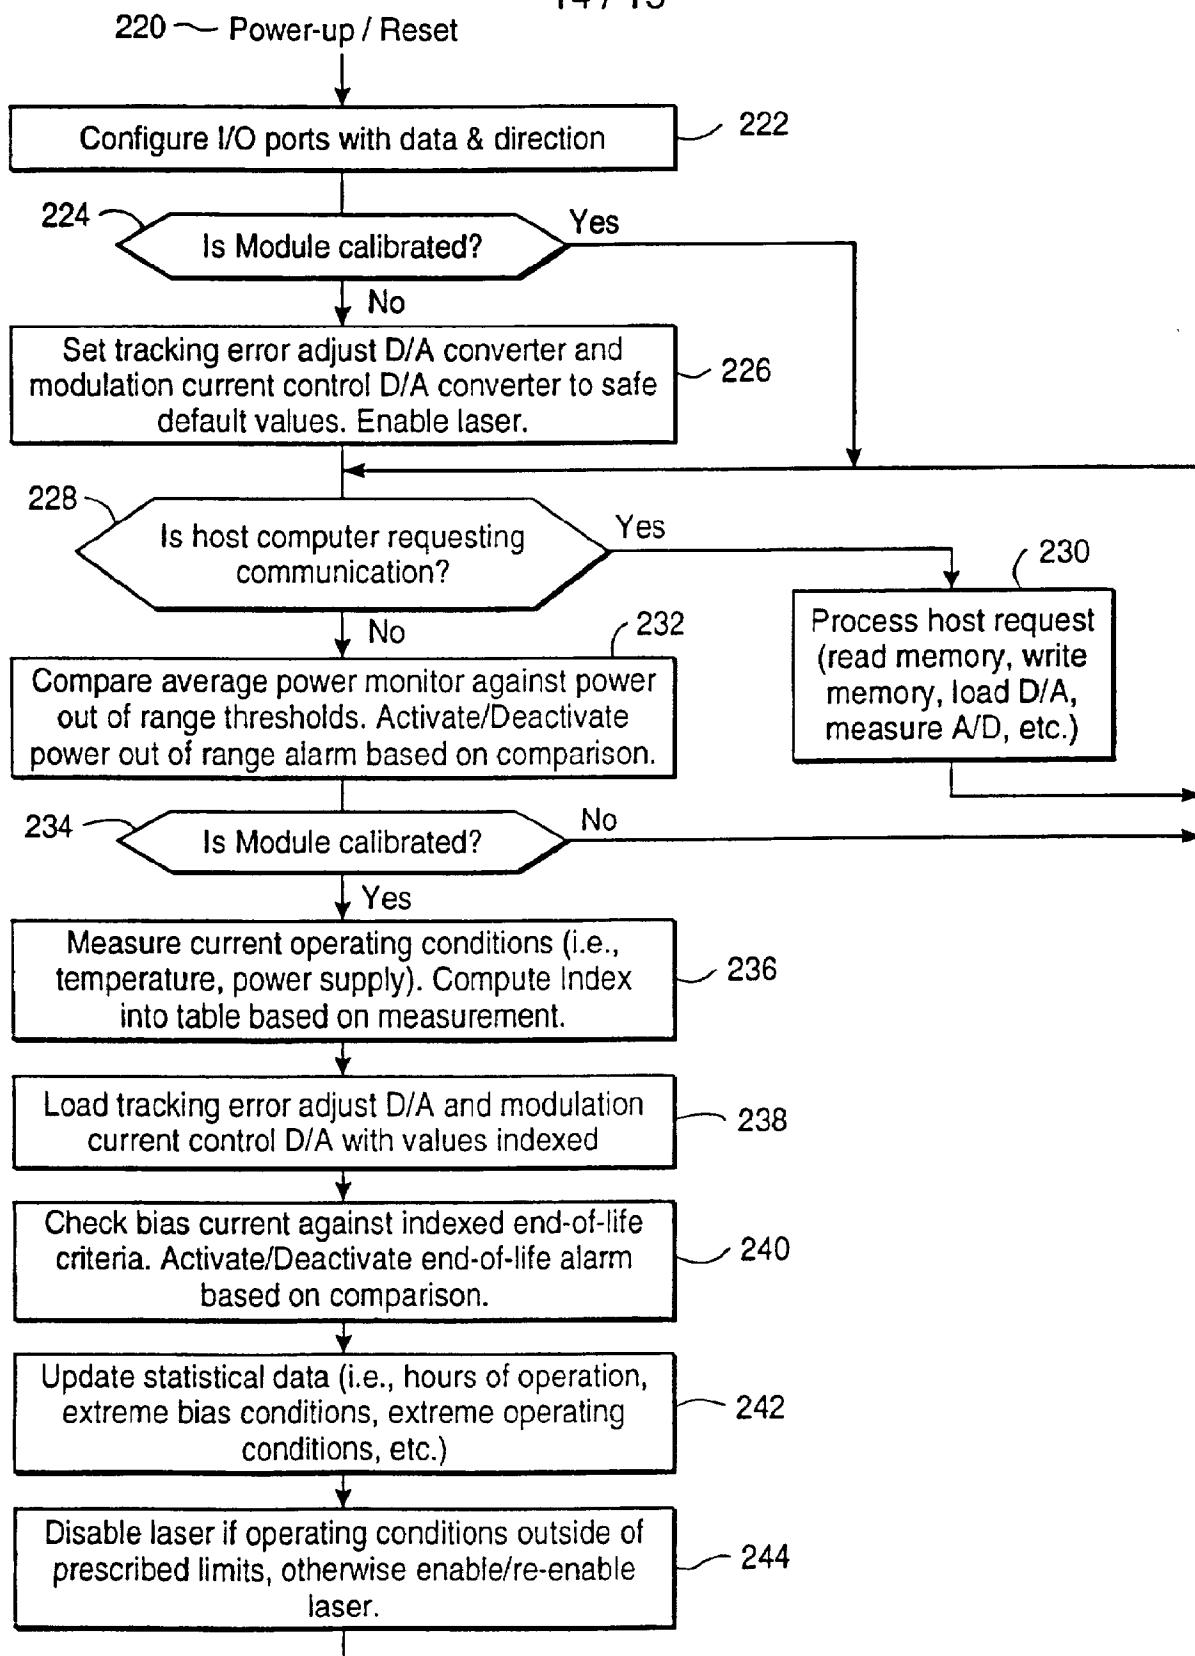 220 Power-up / Reset
Configure I/O ports with data & direction
222
224
Is Module calibrated?
Yes
No
Set tracking error adjust D/A converter and
modulation current control D/A converter to safe
default values. Enable laser.
226
228
Is host computer requesting
communication?
Yes
No
230
Process host request
(read memory, write
memory, load D/A,
measure A/D, etc.)
232
Compare average power monitor against power
out of range thresholds. Activate/Deactivate
power out of range alarm based on comparison.
234
Is Module calibrated?
No
Yes
Measure current operating conditions (i.e.,
temperature, power supply). Compute Index
into table based on measurement.
236
Load tracking error adjust D/A and modulation
current control D/A with values indexed
238
Check bias current against indexed end-of-life
criteria. Activate/Deactivate end-of-life alarm
based on comparison.
240
Update statistical data (i.e., hours of operation,
extreme bias conditions, extreme operating
conditions, etc.)
242
Disable laser if operating conditions outside of
prescribed limits, otherwise enable/re-enable
laser.
244